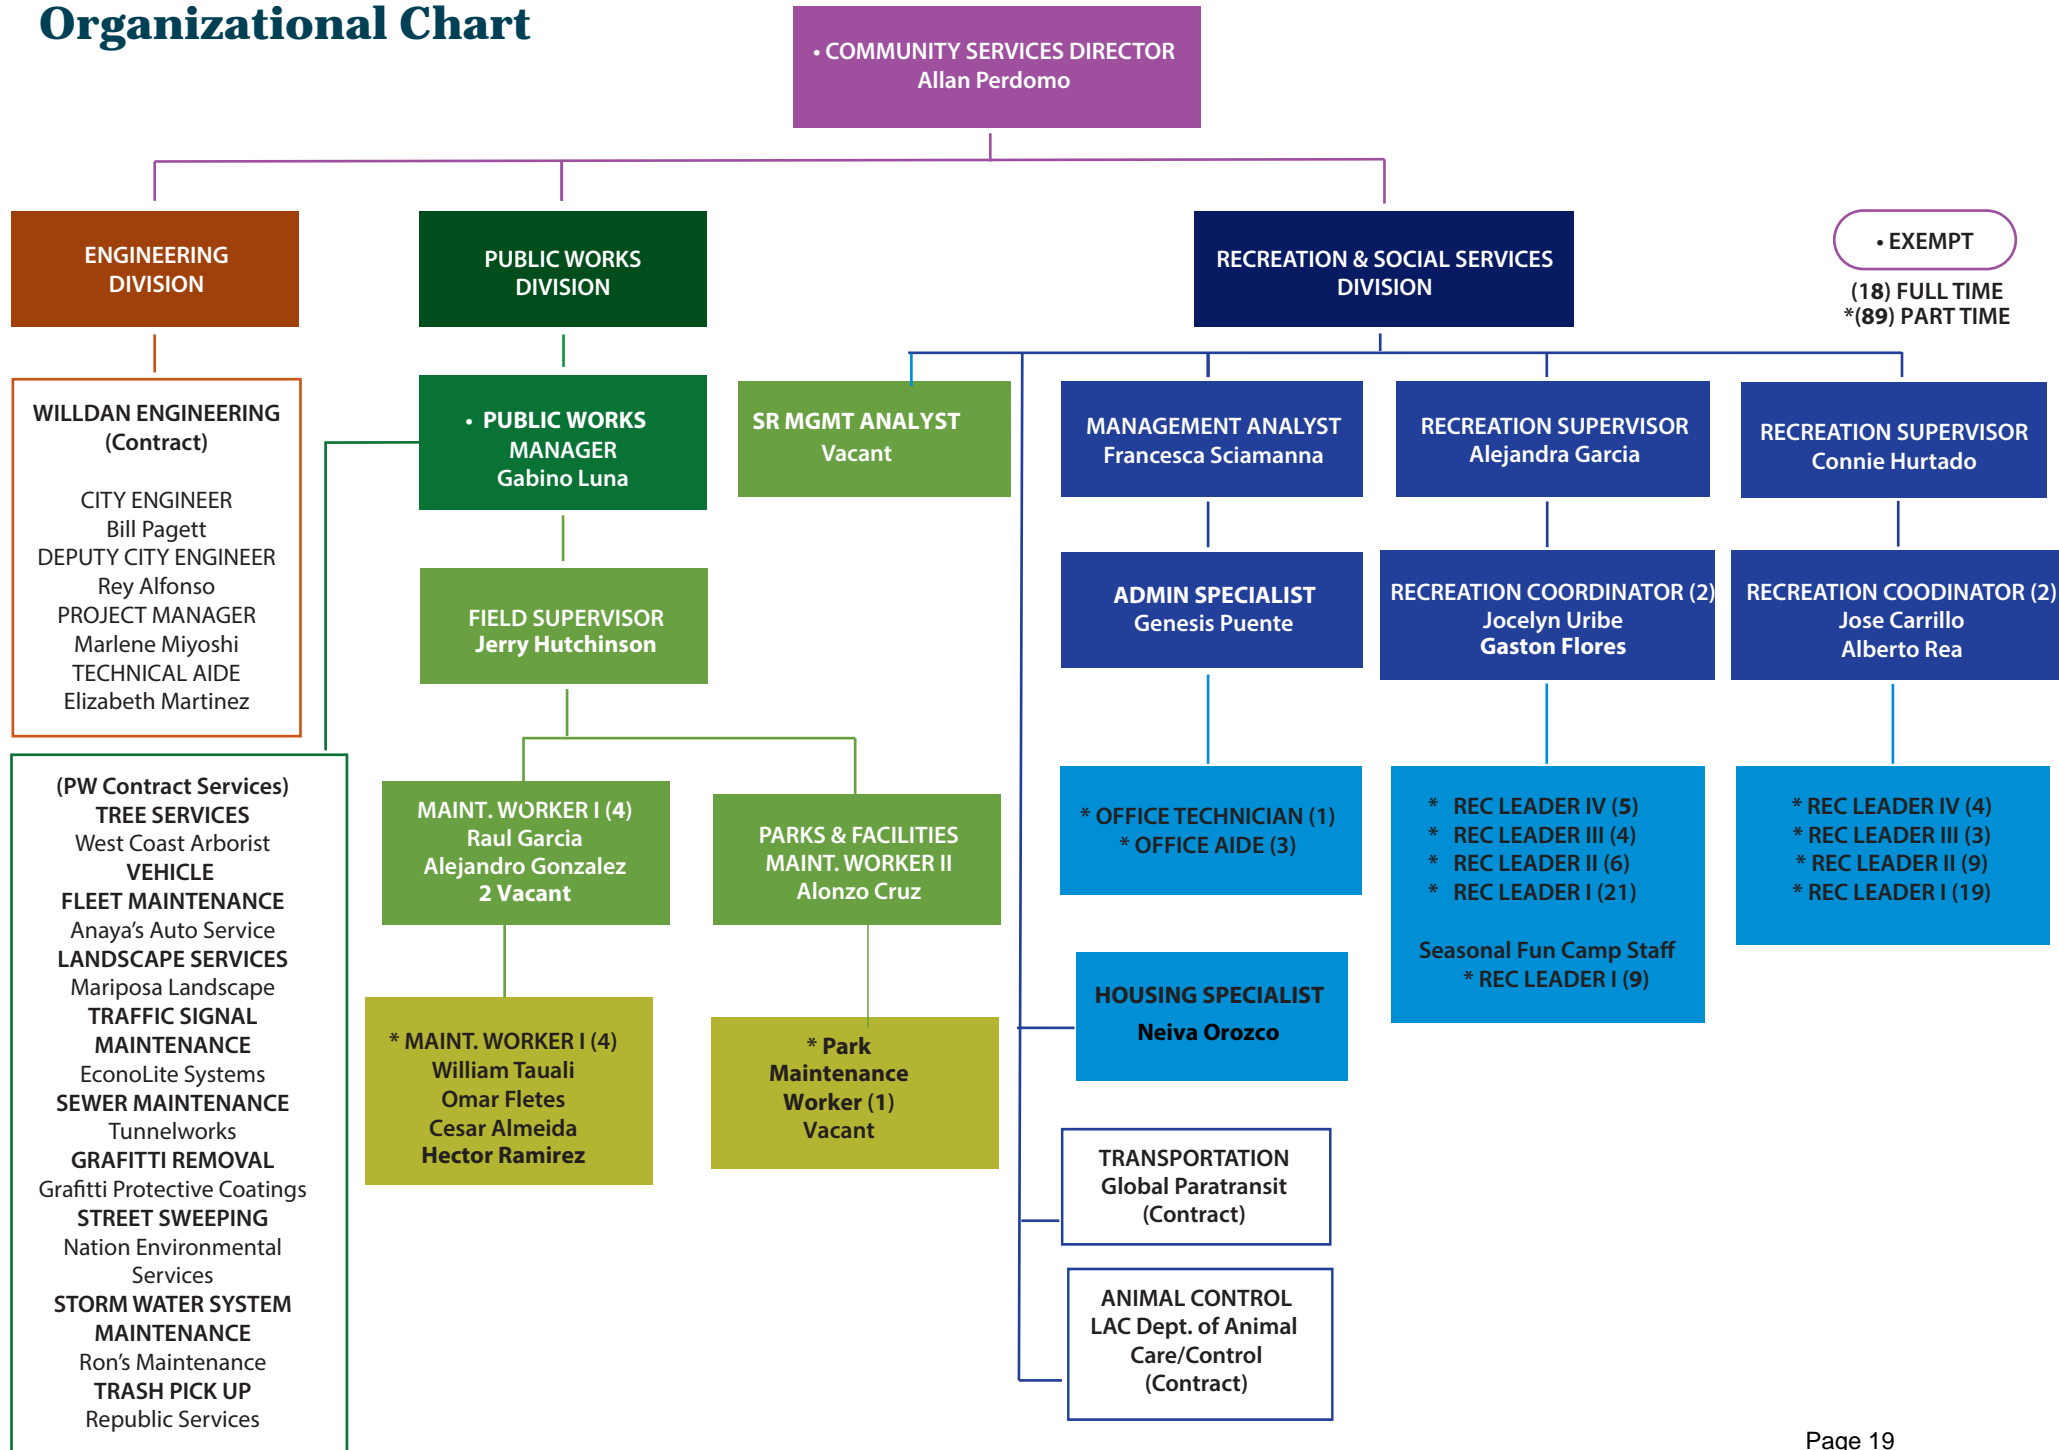 Organizational Chart
• COMMUNITY SERVICES DIRECTOR
Allan Perdomo
ENGINEERING
DIVISION
PUBLIC WORKS
DIVISION
RECREATION & SOCIAL SERVICES
DIVISION
• EXEMPT
(18) FULL TIME
*(89) PART TIME
WILLDAN ENGINEERING
(Contract)
CITY ENGINEER
Bill Pagett
DEPUTY CITY ENGINEER
Rey Alfonso
PROJECT MANAGER
Marlene Miyoshi
TECHNICAL AIDE
Elizabeth Martinez
• PUBLIC WORKS
MANAGER
Gabino Luna
SR MGMT ANALYST
Vacant
MANAGEMENT ANALYST
Francesca Sciamanna
RECREATION SUPERVISOR
Alejandra Garcia
RECREATION SUPERVISOR
Connie Hurtado
FIELD SUPERVISOR
Jerry Hutchinson
ADMIN SPECIALIST
Genesis Puente
RECREATION COORDINATOR (2)
Jocelyn Uribe
Gaston Flores
RECREATION COODINATOR (2)
Jose Carrillo
Alberto Rea
(PW Contract Services)
TREE SERVICES
West Coast Arborist
VEHICLE
FLEET MAINTENANCE
Anaya's Auto Service
LANDSCAPE SERVICES
Mariposa Landscape
TRAFFIC SIGNAL
MAINTENANCE
EconoLite Systems
SEWER MAINTENANCE
Tunnelworks
GRAFITTI REMOVAL
Grafitti Protective Coatings
STREET SWEEPING
Nation Environmental
Services
STORM WATER SYSTEM
MAINTENANCE
Ron's Maintenance
TRASH PICK UP
Republic Services
MAINT. WORKER I (4)
Raul Garcia
Alejandro Gonzalez
2 Vacant
PARKS & FACILITIES
MAINT. WORKER II
Alonzo Cruz
* OFFICE TECHNICIAN (1)
* OFFICE AIDE (3)
* REC LEADER IV (5)
* REC LEADER III (4)
* REC LEADER II (6)
* REC LEADER I (21)
Seasonal Fun Camp Staff
* REC LEADER I (9)
* REC LEADER IV (4)
* REC LEADER III (3)
* REC LEADER II (9)
* REC LEADER I (19)
* MAINT. WORKER I (4)
William Tauali
Omar Fletes
Cesar Almeida
Hector Ramirez
* Park
Maintenance
Worker (1)
Vacant
HOUSING SPECIALIST
Neiva Orozco
TRANSPORTATION
Global Paratransit
(Contract)
ANIMAL CONTROL
LAC Dept. of Animal
Care/Control
(Contract)
Page 19